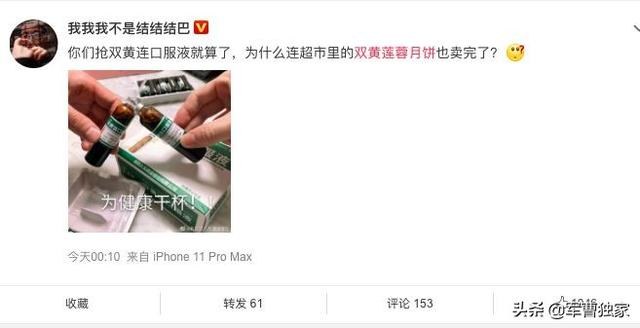 我我我不是结结结巴
你们抢双黄连口服液就算了，为什么连超市里的双黄莲蓉月饼也卖完了？
为健康干杯！！
今天00:10 来自 iPhone 11 Pro Max
收藏
转发 61
评论 153
头条 @军曹独家